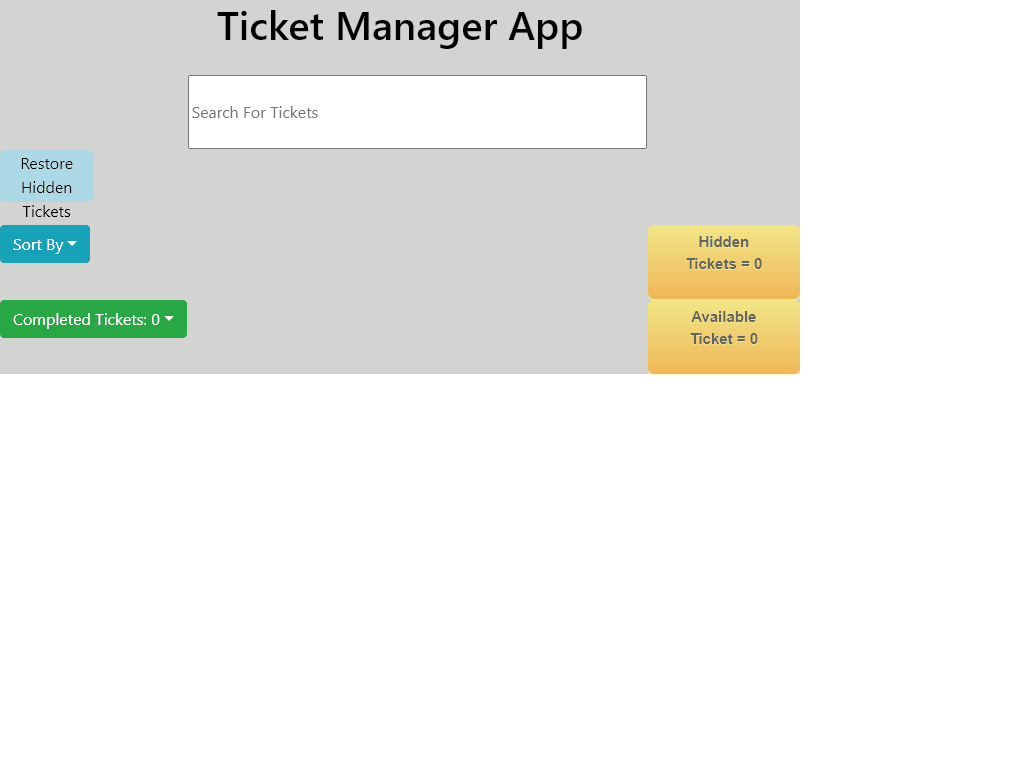 Ticket Manager App
Search For Tickets
Restore
Hidden
Tickets
Sort By
Hidden
Tickets = 0
Completed Tickets: 0
Available
Ticket = 0